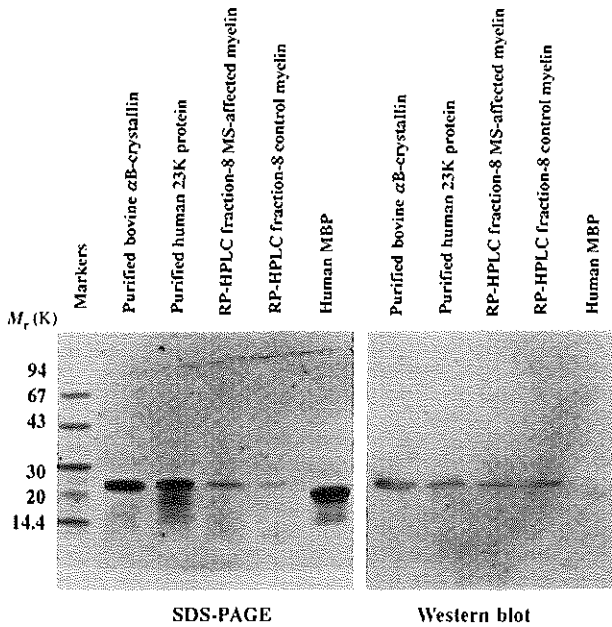 Markers
Purified bovine αB-crystallin
Purified human 23K protein
RP-HPLC fraction-8 MS-affected myelin
RP-HPLC fraction-8 control myelin
Human MBP
Purified bovine αB-crystallin
Purified human 23K protein
RP-HPLC fraction-8 MS-affected myelin
RP-HPLC fraction-8 control myelin
Human MBP
Mr (K)
94
67
43
30
20
14.4
SDS-PAGE
Western blot